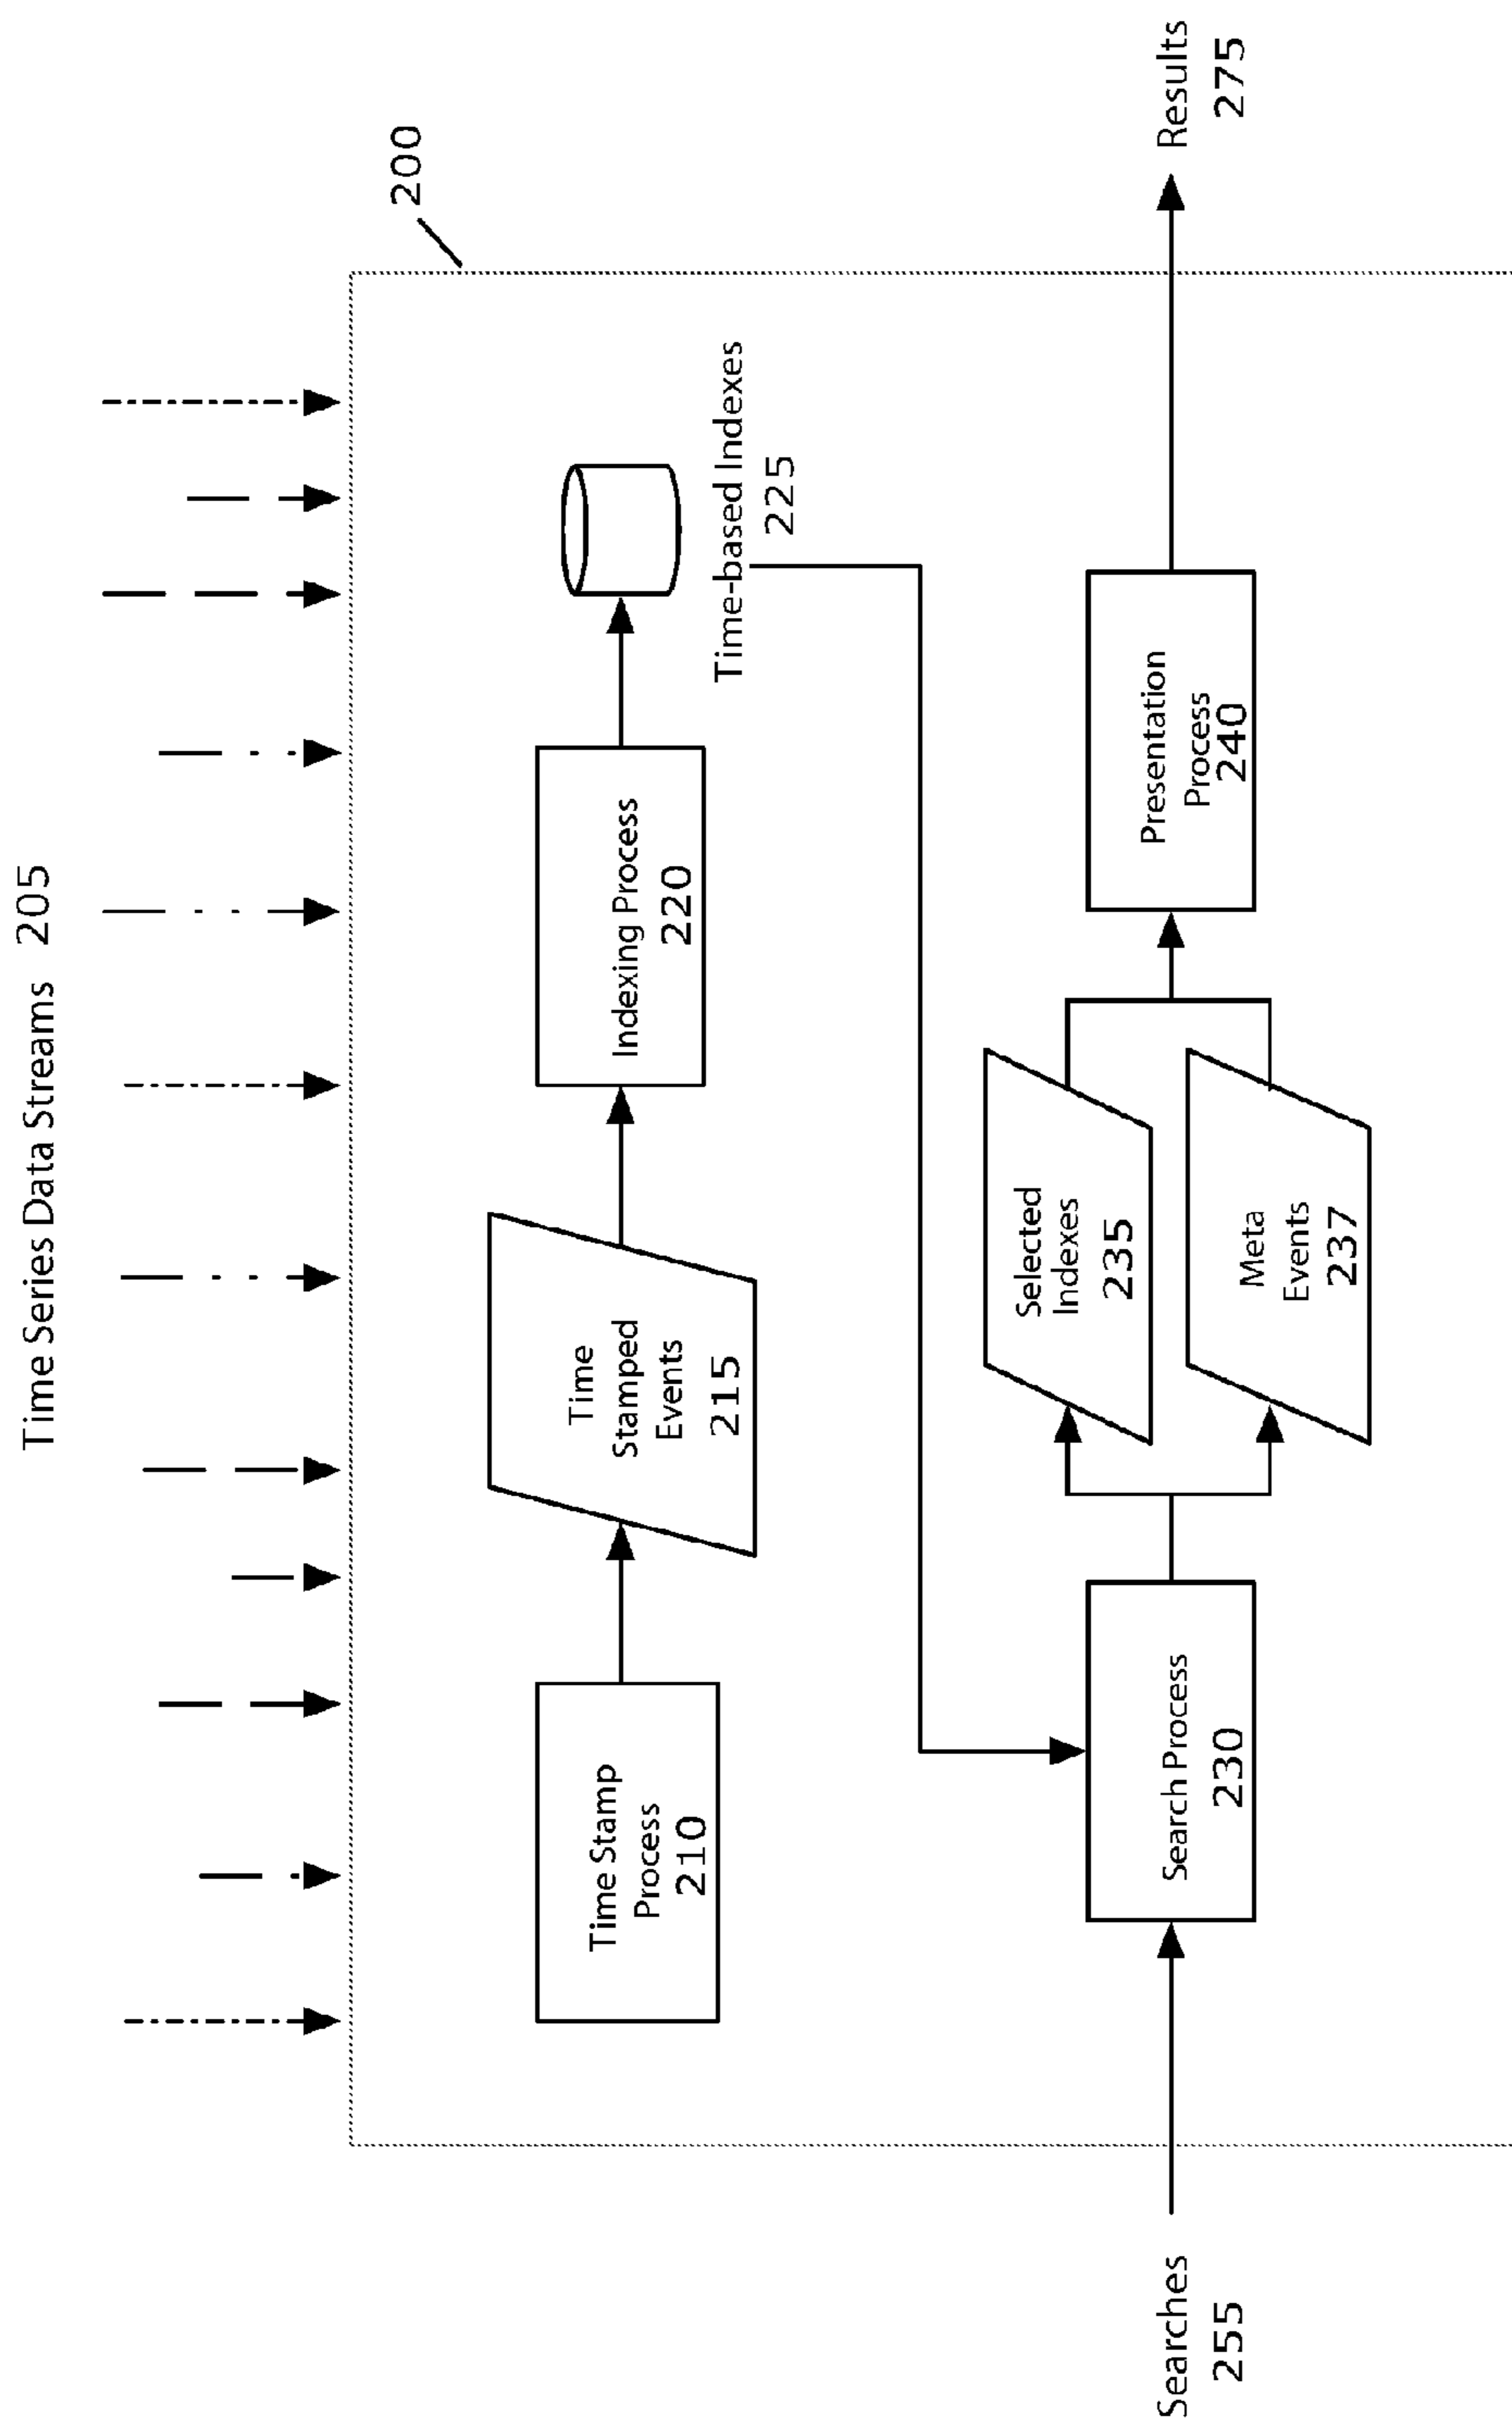 Time Series Data Streams 205
200
Time Stamp
Process
210
Time
Stamped
Events
215
Indexing Process
220
Time-based Indexes
225
Searches
255
Search Process
230
Selected
Indexes
235
Meta
Events
237
Presentation
Process
240
Results
275